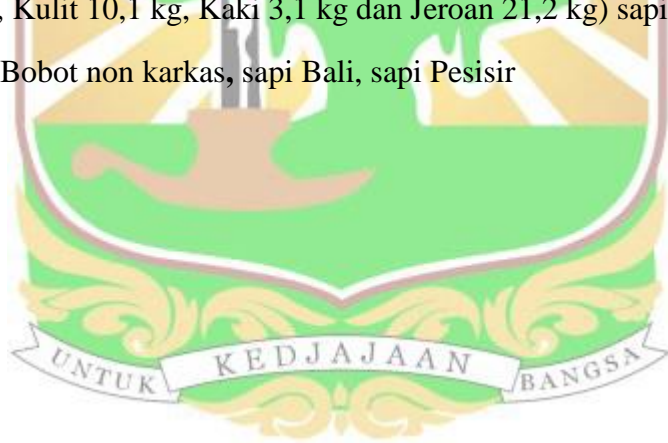 , Kulit 10,1 kg, Kaki 3,1 kg dan Jeroan 21,2 kg) sapi
Bobot non karkas, sapi Bali, sapi Pesisir
UNTUK KEDJAJAAN BANGSA